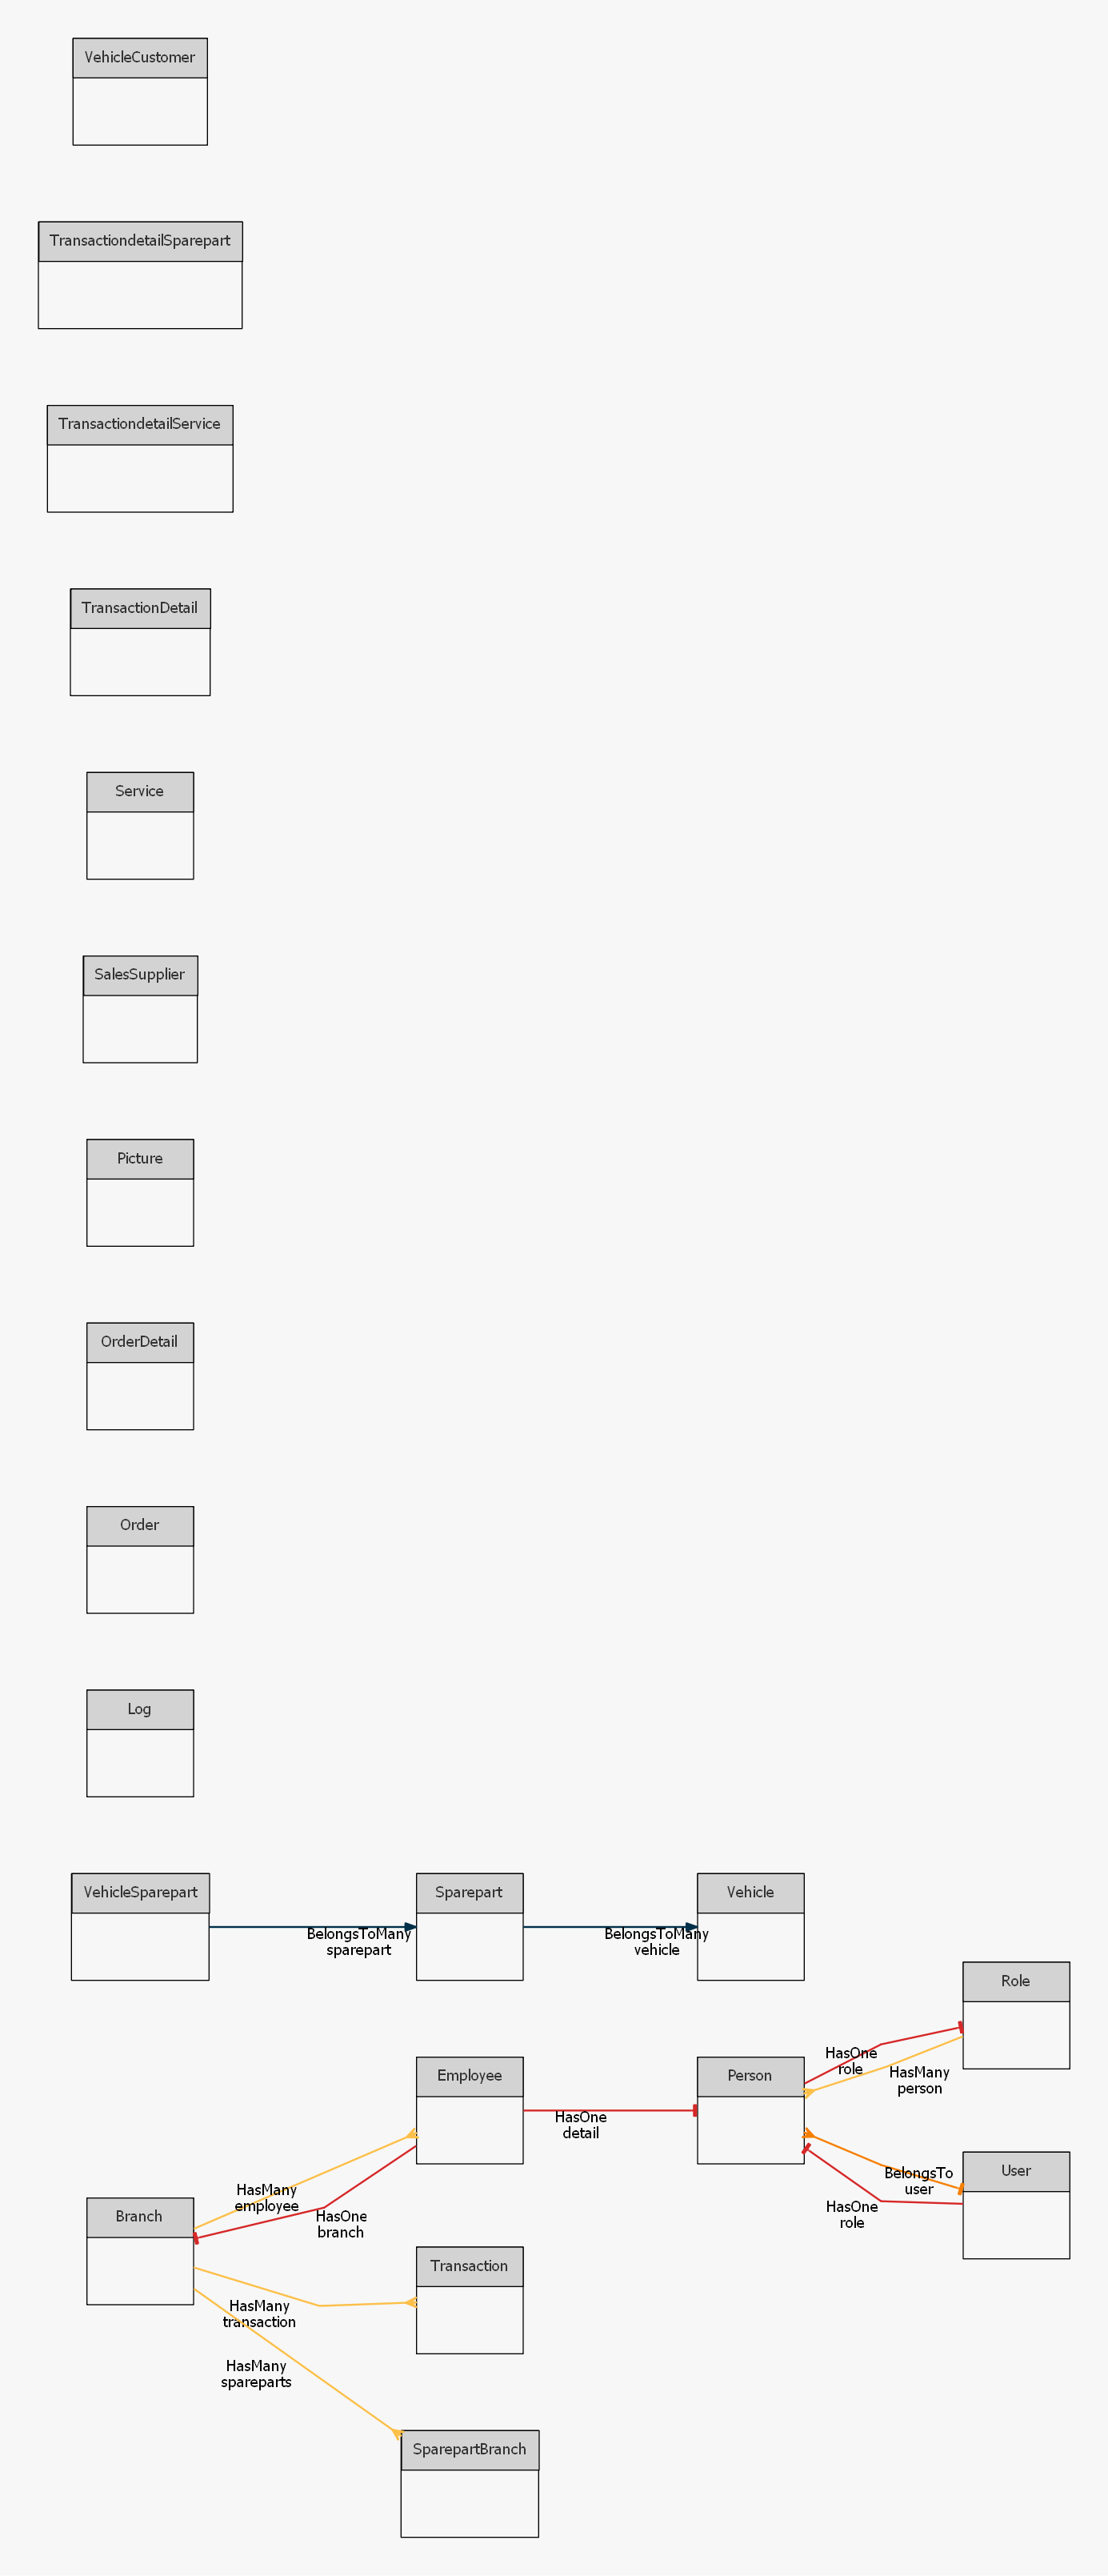 VehicleCustomer
TransactiondetailSparepart
TransactiondetailService
TransactionDetail
Service
SalesSupplier
Picture
OrderDetail
Order
Log
VehicleSparepart
Sparepart
Vehicle
BelongsToMany
sparepart
BelongsToMany
vehicle
Role
HasOne
role
HasMany
person
Employee
Person
HasOne
detail
User
BelongsTo
user
HasOne
role
HasMany
employee
HasOne
branch
Branch
Transaction
HasMany
transaction
HasMany
spareparts
SparepartBranch